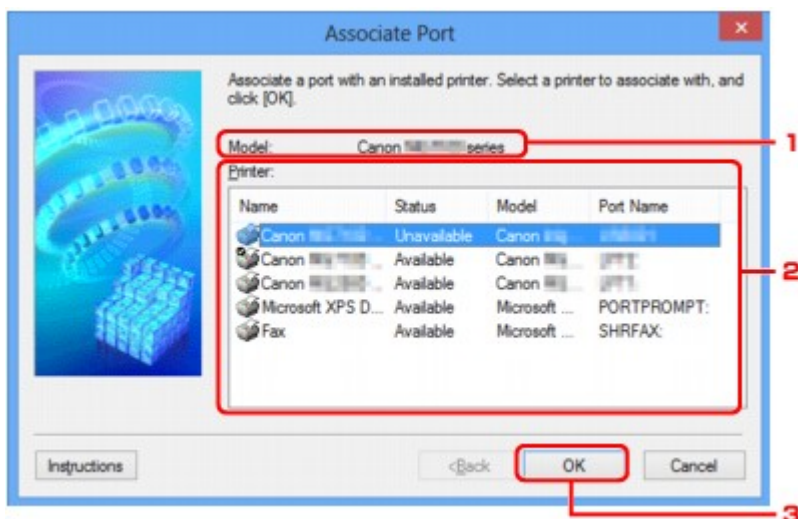 Associate Port
Associate a port with an installed printer. Select a printer to associate with, and
click [OK].
Model: Canon series
1
Printer:
Name Status Model Port Name
Canon Unavailable Canon
Canon ... Available Canon ...
2
Canon ... Available Canon ...
Microsoft XPS D... Available Microsoft ... PORTPROMPT:
Fax Available Microsoft ... SHRFAX:
Instructions <Back OK Cancel
3